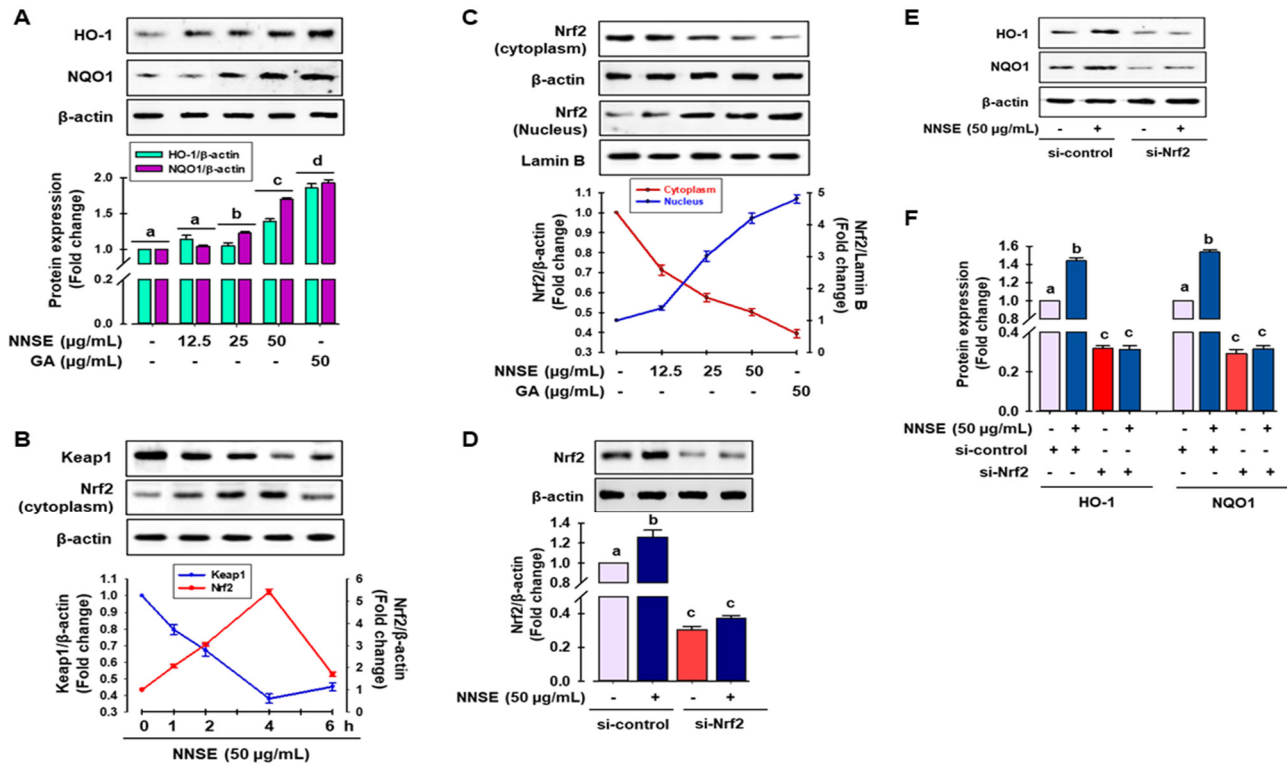 A
HO-1
NQO1
β-actin
HO-1/β-actin
NQO1/β-actin
Protein expression
(Fold change)
2.0
1.5
1.0
0.2
0.0
a
a
b
c
d
NNSE (μg/mL)
-
12.5
25
50
-
GA (μg/mL)
-
-
-
-
50
B
Keap1
Nrf2
(cytoplasm)
β-actin
Keap1
Nrf2
Keap1/β-actin
(Fold change)
1.1
1.0
0.9
0.8
0.7
0.6
0.5
0.4
0.3
6
5
4
3
2
1
0
Nrf2/β-actin
(Fold change)
0
1
2
4
6
h
NNSE (50 μg/mL)
C
Nrf2
(cytoplasm)
β-actin
Nrf2
(Nucleus)
Lamin B
Cytoplasm
Nucleus
Nrf2/β-actin
(Fold change)
1.1
1.0
0.9
0.8
0.7
0.6
0.5
0.4
0.3
5
4
3
2
1
0
Nrf2/Lamin B
(Fold change)
NNSE (μg/mL)
-
12.5
25
50
-
GA (μg/mL)
-
-
-
-
50
D
Nrf2
β-actin
Nrf2/β-actin
(Fold change)
1.4
1.2
1.0
0.8
0.4
0.2
0.0
a
b
c
c
NNSE (50 μg/mL)
-
+
-
+
si-control
si-Nrf2
E
HO-1
NQO1
β-actin
NNSE (50 μg/mL)
-
+
-
+
si-control
si-Nrf2
F
Protein expression
(Fold change)
1.6
1.4
1.2
1.0
0.8
0.4
0.2
0.0
a
b
c
c
a
b
c
c
NNSE (50 μg/mL)
-
+
-
+
-
+
-
+
si-control
+
+
+
+
si-Nrf2
+
+
+
+
HO-1
NQO1